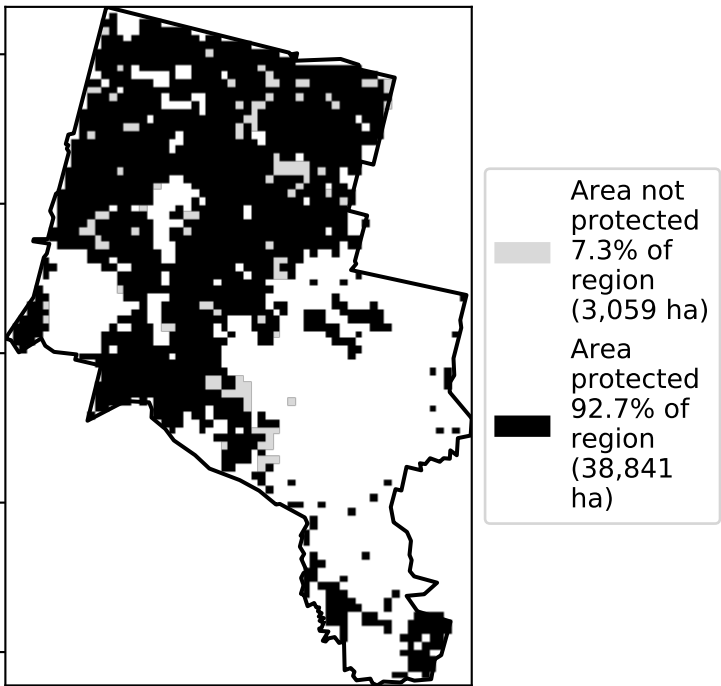 Area not
protected
7.3% of
region
(3,059 ha)
Area
protected
92.7% of
region
(38,841
ha)